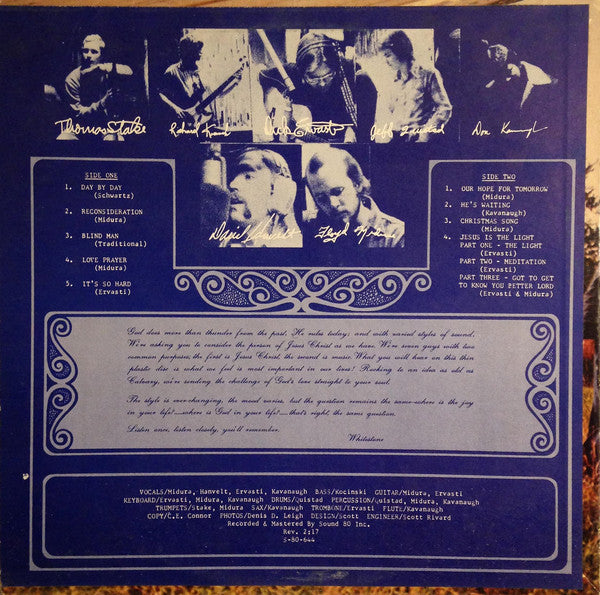 Thomas Stake
Jeff
Don
SIDE ONE
1. DAY BY DAY
(Schwartz)
2. RECONSIDERATION
(Midura)
3. BLIND MAN
(Traditional)
4. LOVE PRAYER
(Midura)
5. IT'S SO HARD
(Ervasti)
SIDE TWO
1. OUR HOPE FOR TOMORROW
(Midura)
2. HE'S WAITING
(Kavanaugh)
3. CHRISTMAS SONG
(Midura)
4. JESUS IS THE LIGHT
PART ONE - THE LIGHT
(Ervasti)
PART TWO - MEDITATION
(Ervasti)
PART THREE - GOT TO GET
TO KNOW YOU BETTER LORD
(Ervasti & Midura)
God does more than thunder from the past, He rules today; and with varied styles of sound,
We're asking you to consider the person of Jesus Christ as we have. We're seven guys with two
common purposes; the first is Jesus Christ, the second is music. What you will hear on this thin
plastic disc is what we feel is most important in our lives! Rocking to an idea as old as
Calvary, we're sending the challenge of God's love straight to your soul.
The style is ever-changing, the mood varies, but the question remains the same-where is the joy
in your life?.....where is God in your life?.....that's right, the same question.
Listen once, listen closely, you'll remember.
Whitestone
VOCALS/Midura, Hanvelt, Ervasti, Kavanaugh BASS/Kocinski GUITAR/Midura, Ervasti
KEYBOARD/Ervasti, Midura, Kavanaugh DRUMS/Quistad PERCUSSION/Quistad, Midura, Kavanaugh
TRUMPETS/Stake, Midura SAX/Kavanaugh TROMBONE/Ervasti FLUTE/Kavanaugh
COPY/C.E. Connor PHOTOS/Denis D. Leigh DESIGN/Scott ENGINEER/Scott Rivard
Recorded & Mastered By Sound 80 Inc.
Rev. 2:17
S-80-644